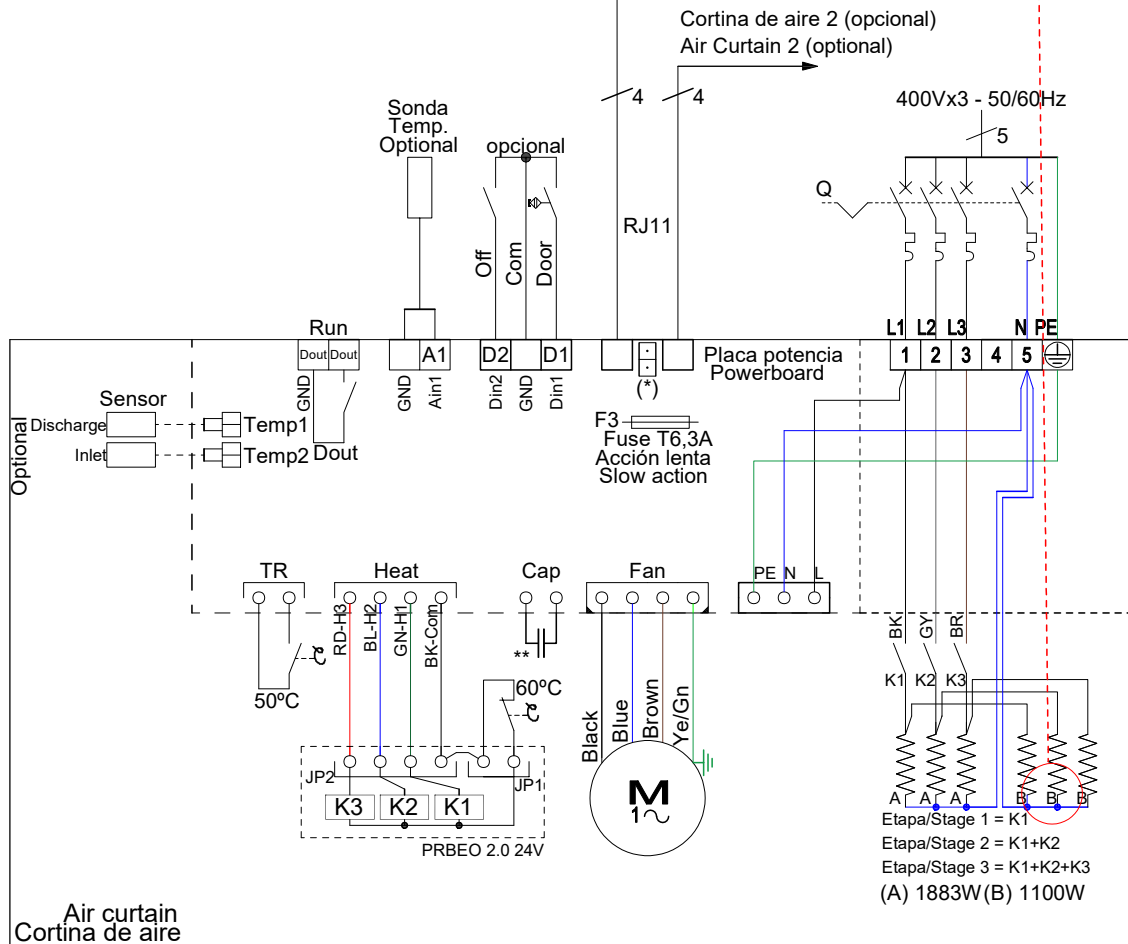 Cortina de aire 2 (opcional)
Air Curtain 2 (optional)
4
4
400Vx3 - 50/60Hz
5
Sonda
Temp.
Optional
opcional
Q
RJ11
Off
Com
Door
Run
L1
L2
L3
N
PE
Dout
Dout
A1
D2
D1
1
2
3
4
5
Placa potencia
Powerboard
GND
GND
Ain1
Din2
GND
Din1
(*)
Optional
Sensor
Discharge
Temp1
Inlet
Temp2
Dout
F3
Fuse T6,3A
Acción lenta
Slow action
TR
Heat
Cap
Fan
PE
N
L
RD-H3
BL-H2
GN-H1
BK-Com
**
50ºC
60ºC
Black
Blue
Brown
Ye/Gn
BK
GY
BR
K1
K2
K3
JP2
JP1
K3
K2
K1
PRBEO 2.0 24V
M
1~
A
A
A
B
B
B
Etapa/Stage 1 = K1
Etapa/Stage 2 = K1+K2
Etapa/Stage 3 = K1+K2+K3
(A) 1883W(B) 1100W
Air curtain
Cortina de aire